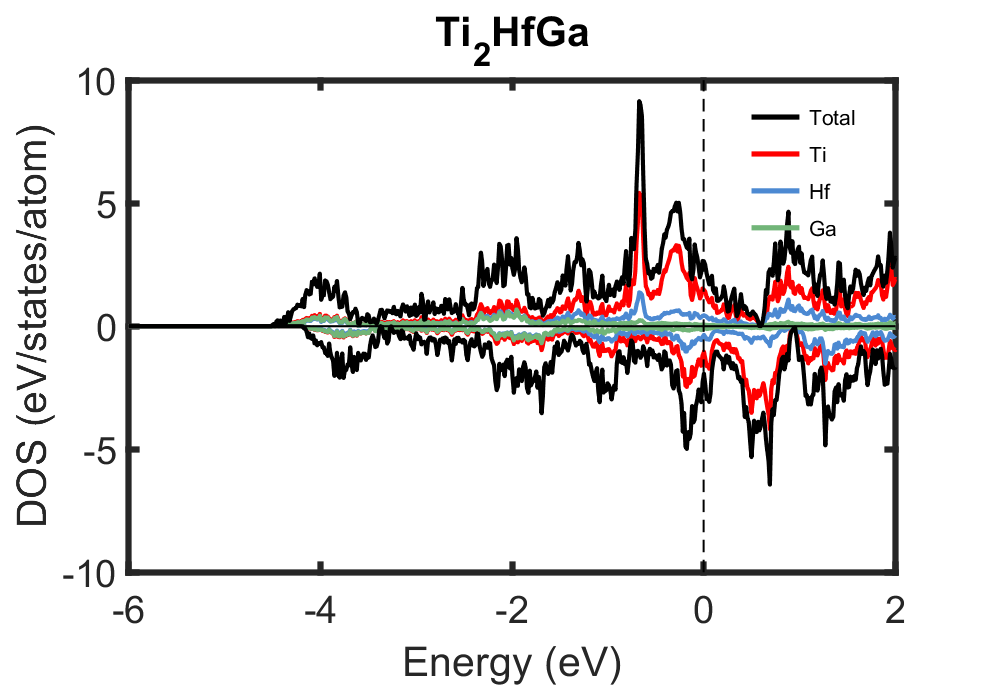 Ti₂HfGa
DOS (eV/states/atom)
10
5
0
-5
-10
Total
Ti
Hf
Ga
-6 -4 -2 0 2
Energy (eV)